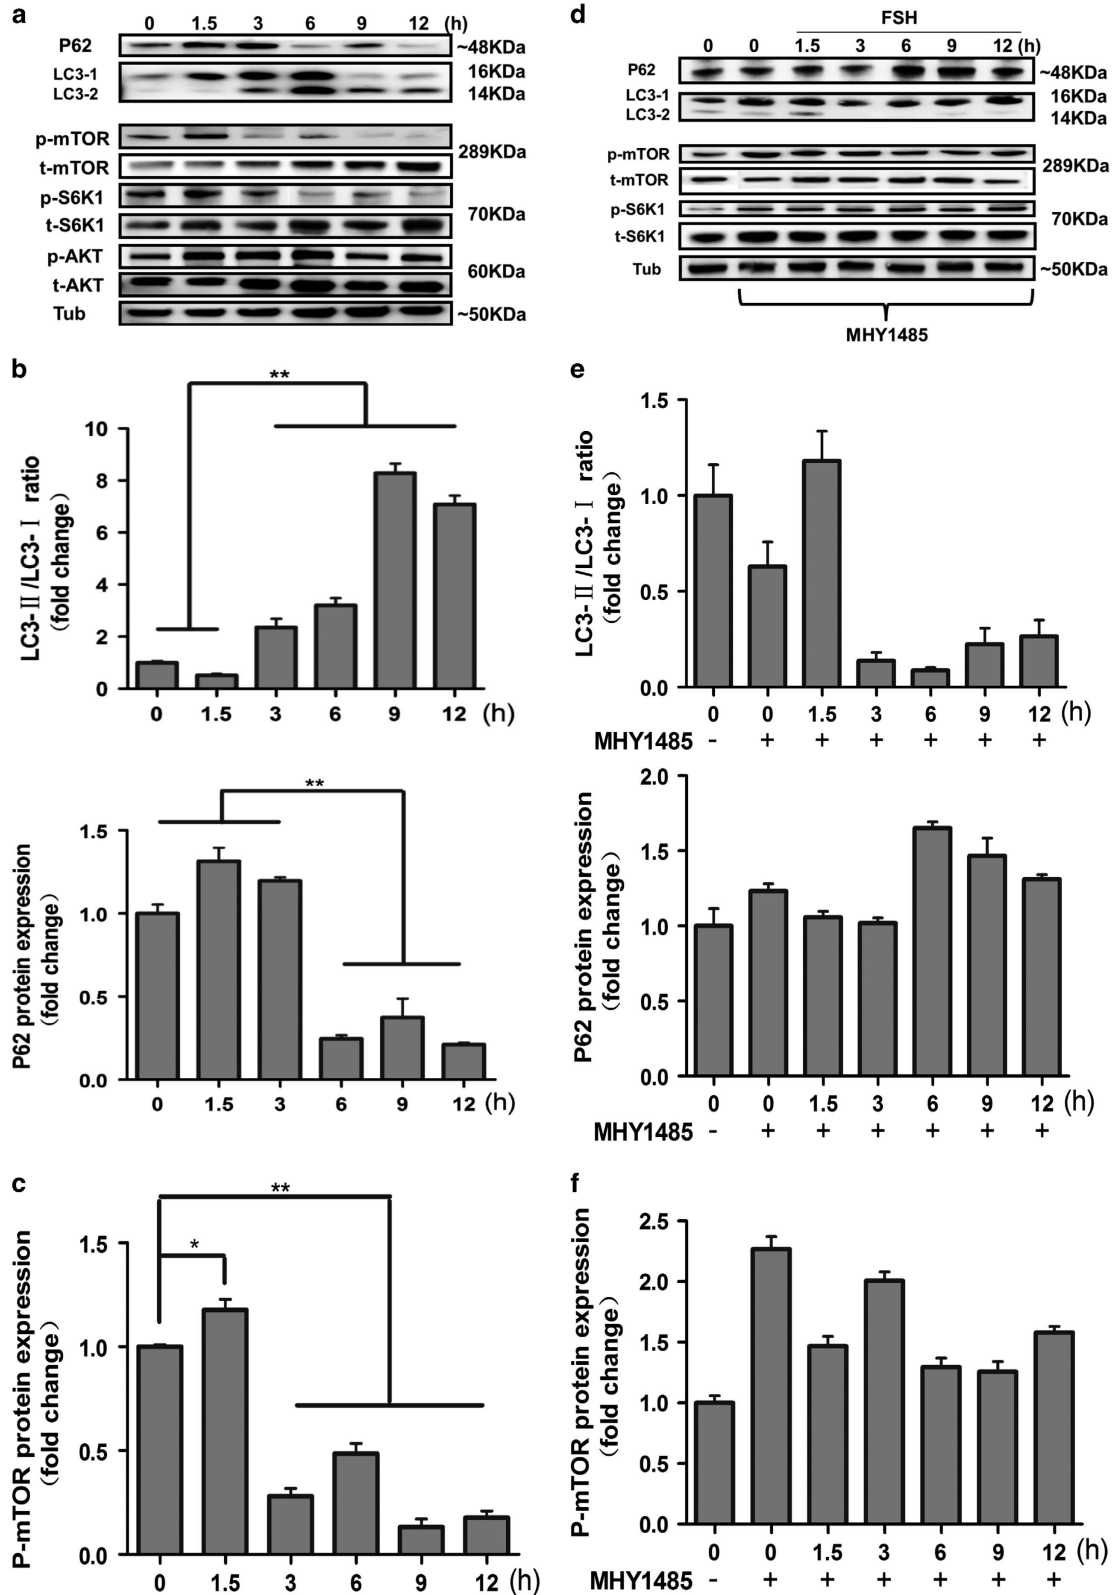 a
0 1.5 3 6 9 12 (h)
P62 ~48KDa
LC3-1 16KDa
LC3-2 14KDa
p-mTOR
289KDa
t-mTOR
p-S6K1
70KDa
t-S6K1
p-AKT
60KDa
t-AKT
Tub ~50KDa
d
FSH
0 0 1.5 3 6 9 12 (h)
P62 ~48KDa
LC3-1 16KDa
LC3-2 14KDa
p-mTOR
289KDa
t-mTOR
p-S6K1
70KDa
t-S6K1
Tub ~50KDa
MHY1485
b
**
LC3-Ⅱ/LC3-Ⅰ ratio
(fold change)
10
8
6
4
2
0
0 1.5 3 6 9 12 (h)
**
P62 protein expression
(fold change)
1.5
1.0
0.5
0.0
0 1.5 3 6 9 12 (h)
c
**
*
P-mTOR protein expression
(fold change)
1.5
1.0
0.5
0.0
0 1.5 3 6 9 12 (h)
e
LC3-Ⅱ/LC3-Ⅰ ratio
(fold change)
1.5
1.0
0.5
0.0
0 0 1.5 3 6 9 12 (h)
MHY1485 - + + + + + +
P62 protein expression
(fold change)
2.0
1.5
1.0
0.5
0.0
0 0 1.5 3 6 9 12 (h)
MHY1485 - + + + + + +
f
P-mTOR protein expression
(fold change)
2.5
2.0
1.5
1.0
0.5
0.0
0 0 1.5 3 6 9 12 (h)
MHY1485 - + + + + + +